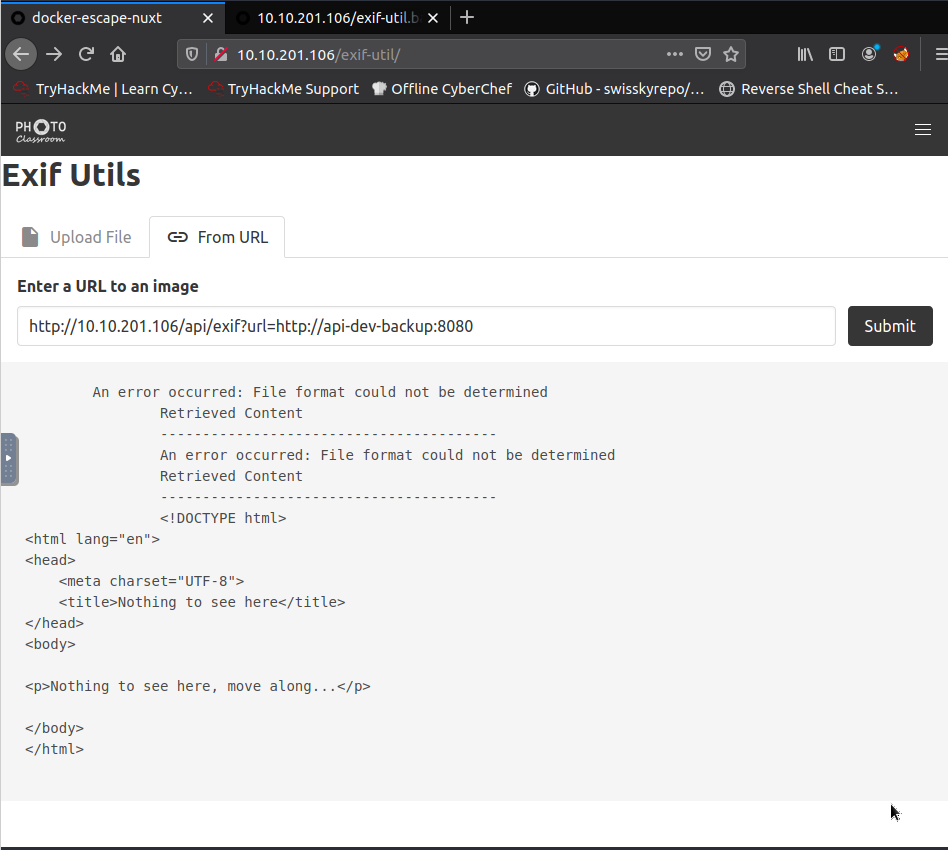 docker-escape-nuxt
10.10.201.106/exif-util.b
10.10.201.106/exif-util/
TryHackMe | Learn Cy…
TryHackMe Support
Offline CyberChef
GitHub - swisskyrepo/…
Reverse Shell Cheat S…
PHOTO
Classroom
Exif Utils
Upload File
From URL
Enter a URL to an image
http://10.10.201.106/api/exif?url=http://api-dev-backup:8080
Submit
An error occurred: File format could not be determined
Retrieved Content
----------------------------------------
An error occurred: File format could not be determined
Retrieved Content
----------------------------------------
<!DOCTYPE html>
<html lang="en">
<head>
<meta charset="UTF-8">
<title>Nothing to see here</title>
</head>
<body>
<p>Nothing to see here, move along...</p>
</body>
</html>